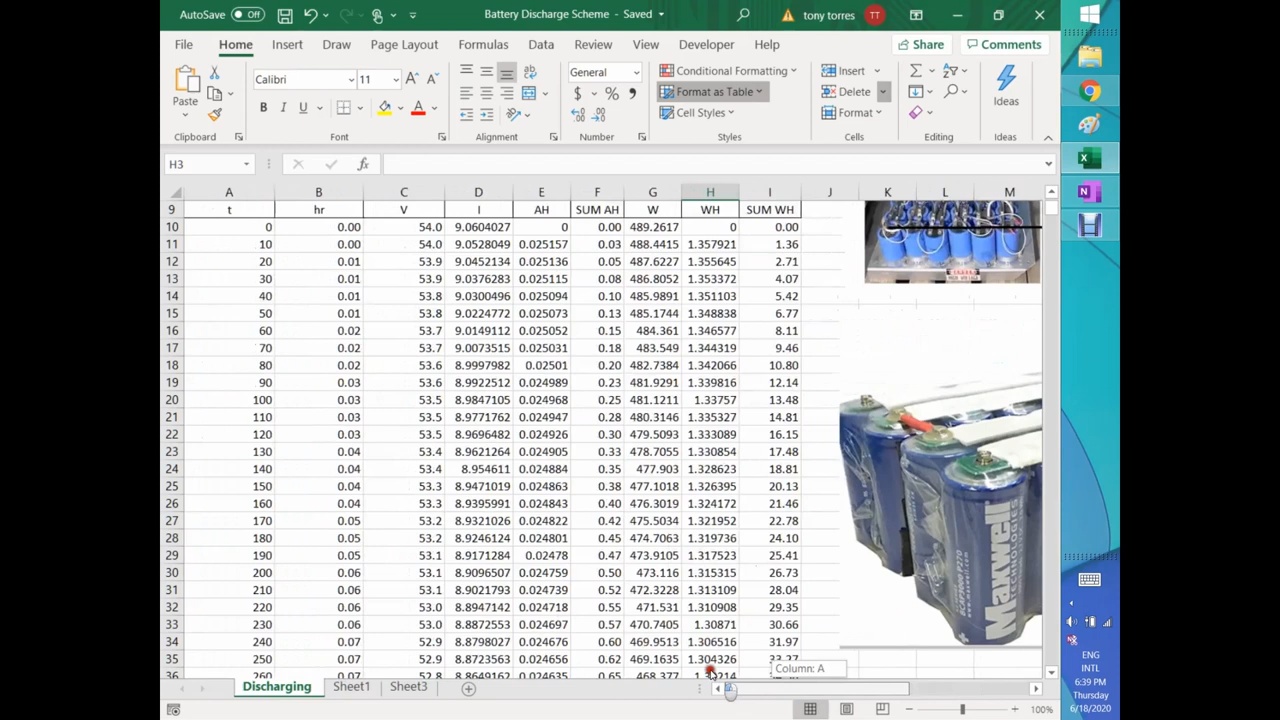 AutoSave Off Battery Discharge Scheme - Saved tony torres TT
File Home Insert Draw Page Layout Formulas Data Review View Developer Help Share Comments
Calibri 11 General Conditional Formatting Insert
Paste B I U A $ % Format as Table Delete Ideas
Cell Styles Format
Clipboard Font Alignment Number Styles Cells Editing Ideas
H3 fx
A B C D E F G H I J K L M
9 t hr V I AH SUM AH W WH SUM WH
10 0 0.00 54.0 9.0604027 0 0.00 489.2617 0 0.00
11 10 0.00 54.0 9.0528049 0.025157 0.03 488.4415 1.357921 1.36
12 20 0.01 53.9 9.0452134 0.025136 0.05 487.6227 1.355645 2.71
13 30 0.01 53.9 9.0376283 0.025115 0.08 486.8052 1.353372 4.07
14 40 0.01 53.8 9.0300496 0.025094 0.10 485.9891 1.351103 5.42
15 50 0.01 53.8 9.0224772 0.025073 0.13 485.1744 1.348838 6.77
16 60 0.02 53.7 9.0149112 0.025052 0.15 484.361 1.346577 8.11
17 70 0.02 53.7 9.0073515 0.025031 0.18 483.549 1.344319 9.46
18 80 0.02 53.6 8.9997982 0.02501 0.20 482.7384 1.342066 10.80
19 90 0.03 53.6 8.9922512 0.024989 0.23 481.9291 1.339816 12.14
20 100 0.03 53.5 8.9847105 0.024968 0.25 481.1211 1.33757 13.48
21 110 0.03 53.5 8.9771762 0.024947 0.28 480.3146 1.335327 14.81
22 120 0.03 53.5 8.9696482 0.024926 0.30 479.5093 1.333089 16.15
23 130 0.04 53.4 8.9621264 0.024905 0.33 478.7055 1.330854 17.48
24 140 0.04 53.4 8.954611 0.024884 0.35 477.903 1.328623 18.81
25 150 0.04 53.3 8.9471019 0.024863 0.38 477.1018 1.326395 20.13
26 160 0.04 53.3 8.9395991 0.024842 0.40 476.3019 1.324172 21.46
27 170 0.05 53.2 8.9321026 0.024822 0.42 475.5034 1.321952 22.78
28 180 0.05 53.2 8.9246124 0.024801 0.45 474.7063 1.319736 24.10
29 190 0.05 53.1 8.9171284 0.02478 0.47 473.9105 1.317523 25.41
30 200 0.06 53.1 8.9096507 0.024759 0.50 473.116 1.315315 26.73
31 210 0.06 53.1 8.9021793 0.024739 0.52 472.3228 1.313109 28.04
32 220 0.06 53.0 8.8947142 0.024718 0.55 471.531 1.310908 29.35
33 230 0.06 53.0 8.8872553 0.024697 0.57 470.7405 1.30871 30.66
34 240 0.07 52.9 8.8798027 0.024676 0.60 469.9513 1.306516 31.97
35 250 0.07 52.9 8.8723563 0.024656 0.62 469.1635 1.304326 33.27
36 260 0.07 52.8 8.8649161 0.024635 0.65 468.377
Column: A
Maxwell
TECHNOLOGIES
Discharging Sheet1 Sheet3
100%
ENG
INTL
6:39 PM
Thursday
6/18/2020